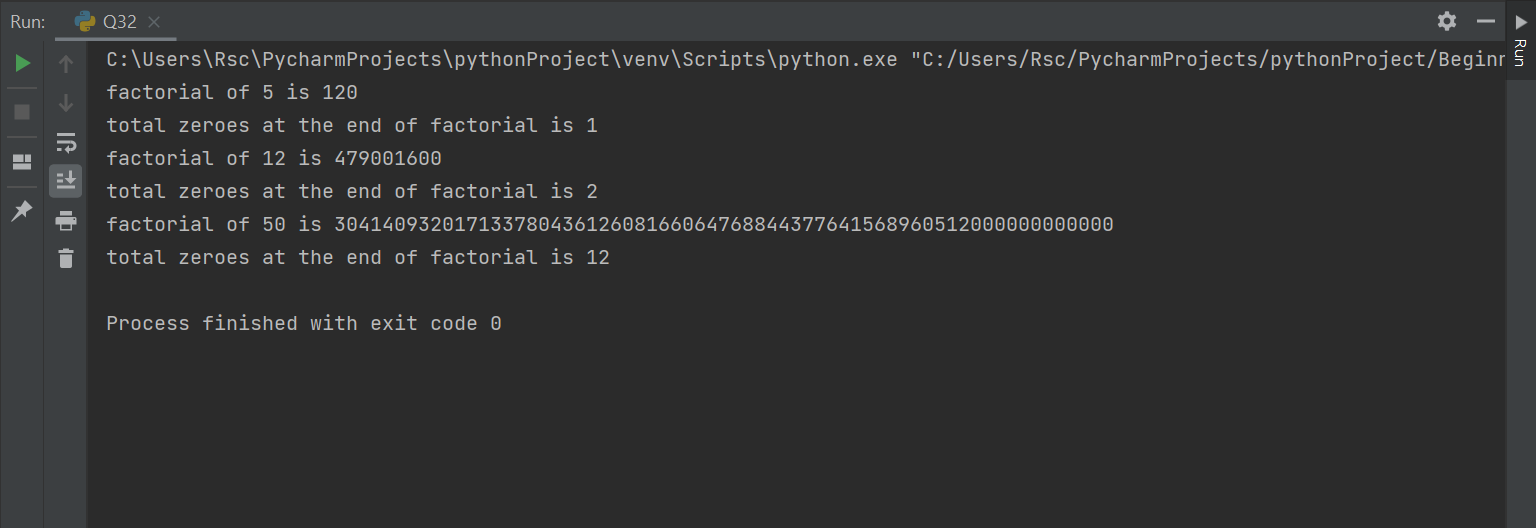 Run: Q32
C:\Users\Rsc\PycharmProjects\pythonProject\venv\Scripts\python.exe "C:/Users/Rsc/PycharmProjects/pythonProject/Beginn
factorial of 5 is 120
total zeroes at the end of factorial is 1
factorial of 12 is 479001600
total zeroes at the end of factorial is 2
factorial of 50 is 30414093201713378043612608166064768844377641568960512000000000000
total zeroes at the end of factorial is 12
Process finished with exit code 0
Run